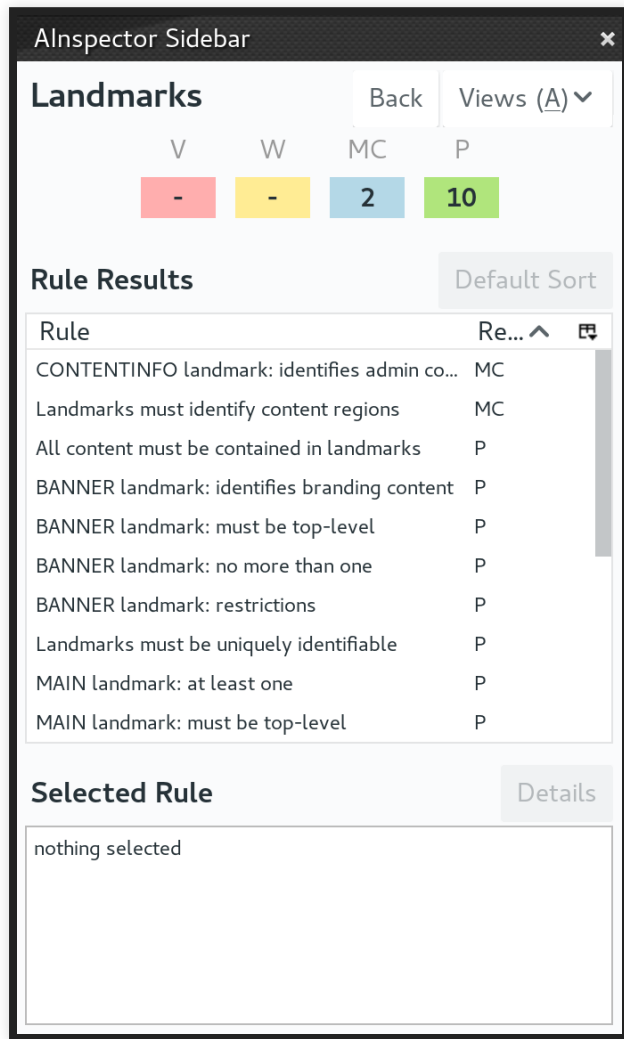 AInspector Sidebar ×
Landmarks Back Views (A)
V W MC P
- - 2 10
Rule Results Default Sort
Rule Re...
CONTENTINFO landmark: identifies admin co... MC
Landmarks must identify content regions MC
All content must be contained in landmarks P
BANNER landmark: identifies branding content P
BANNER landmark: must be top-level P
BANNER landmark: no more than one P
BANNER landmark: restrictions P
Landmarks must be uniquely identifiable P
MAIN landmark: at least one P
MAIN landmark: must be top-level P
Selected Rule Details
nothing selected